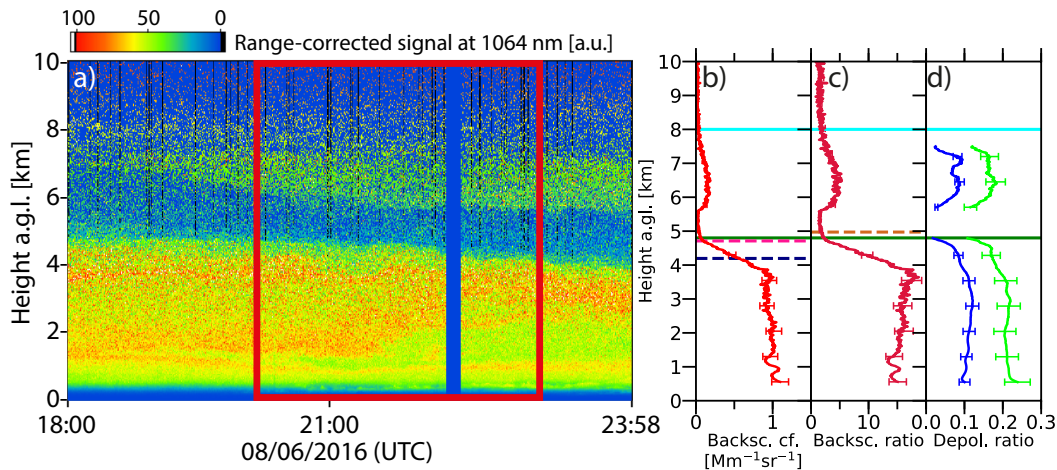 100 50 0
Range-corrected signal at 1064 nm [a.u.]
a)
Height a.g.l. [km]
10
8
6
4
2
0
18:00 21:00 23:58
08/06/2016 (UTC)
b) c) d)
Height a.g.l. [km]
10
9
8
7
6
5
4
3
2
1
0
0 1 0 10 0.0 0.1 0.2 0.3
Backsc. cf. Backsc. ratio Depol. ratio
[Mm⁻¹sr⁻¹]